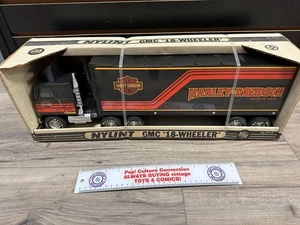 NYLINT GMC "18-WHEELER"
HARLEY-DAVIDSON
HARLEY-DAVIDSON
NYLINT GMC "18-WHEELER"
Pop! Culture Connection
ALWAYS BUYING vintage
TOYS & COMICS!